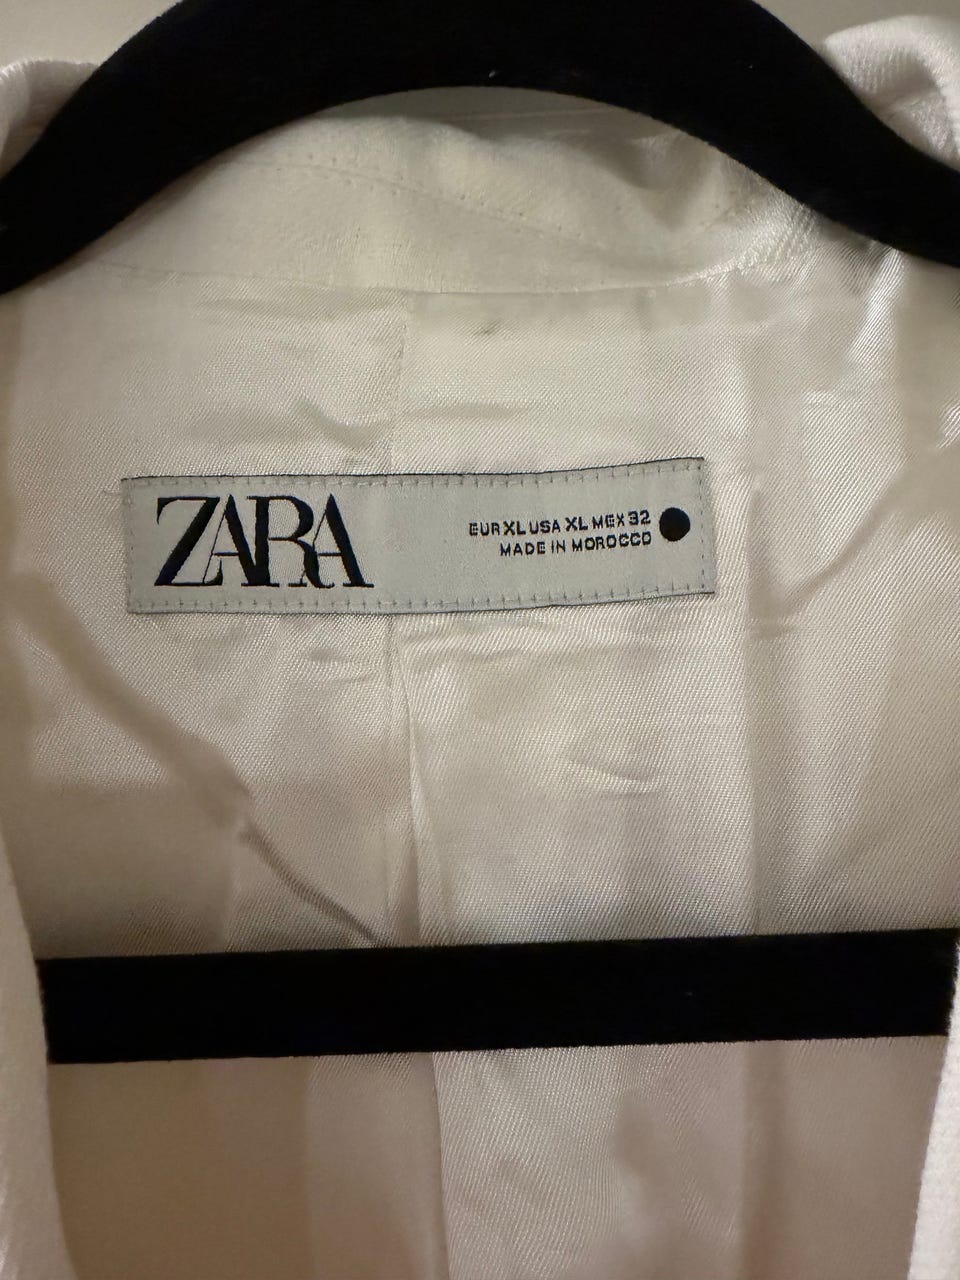 ZARA
EUR XL USA XL MEX 32
MADE IN MOROCCO